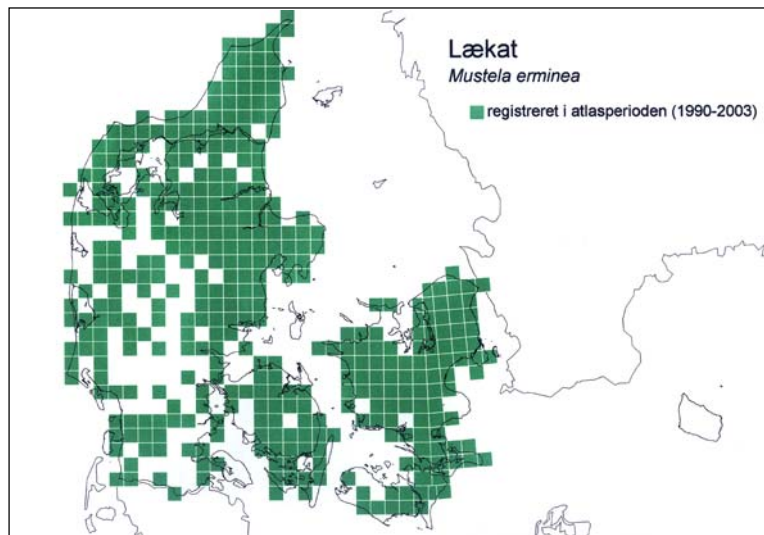 Lækat
Mustela erminea
registreret i atlasperioden (1990-2003)